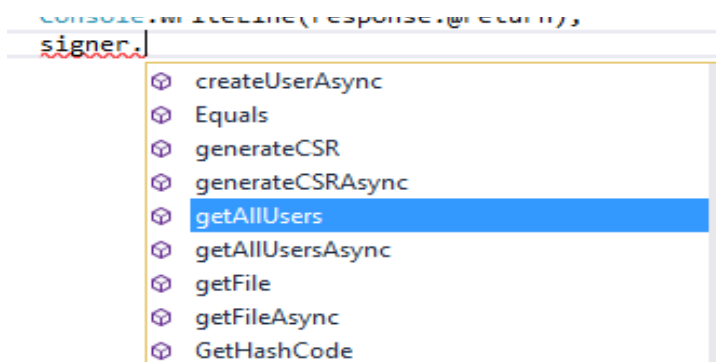 Console.WriteLine(response.@return);
signer.
createUserAsync
Equals
generateCSR
generateCSRAsync
getAllUsers
getAllUsersAsync
getFile
getFileAsync
GetHashCode